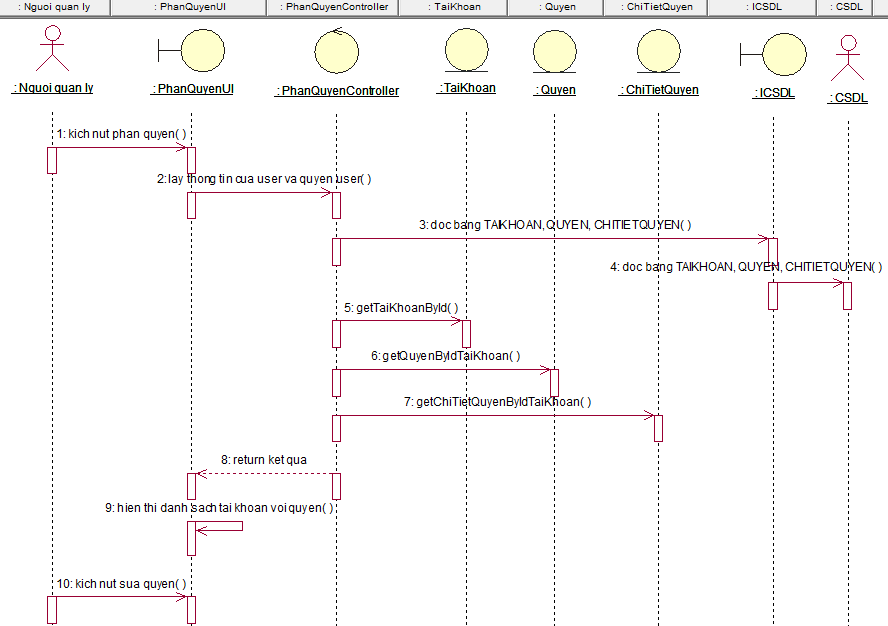 : Nguoi quan ly
: PhanQuyenUI
: PhanQuyenController
: TaiKhoan
: Quyen
: ChiTietQuyen
: ICSDL
: CSDL
: Nguoi quan ly
: PhanQuyenUI
: PhanQuyenController
: TaiKhoan
: Quyen
: ChiTietQuyen
: ICSDL
: CSDL
1: kich nut phan quyen( )
2: lay thong tin cua user va quyen user( )
3: doc bang TAIKHOAN, QUYEN, CHITIETQUYEN( )
4: doc bang TAIKHOAN, QUYEN, CHITIETQUYEN( )
5: getTaiKhoanById( )
6: getQuyenByIdTaiKhoan( )
7: getChiTietQuyenByIdTaiKhoan( )
8: return ket qua
9: hien thi danh sach tai khoan voi quyen( )
10: kich nut sua quyen( )